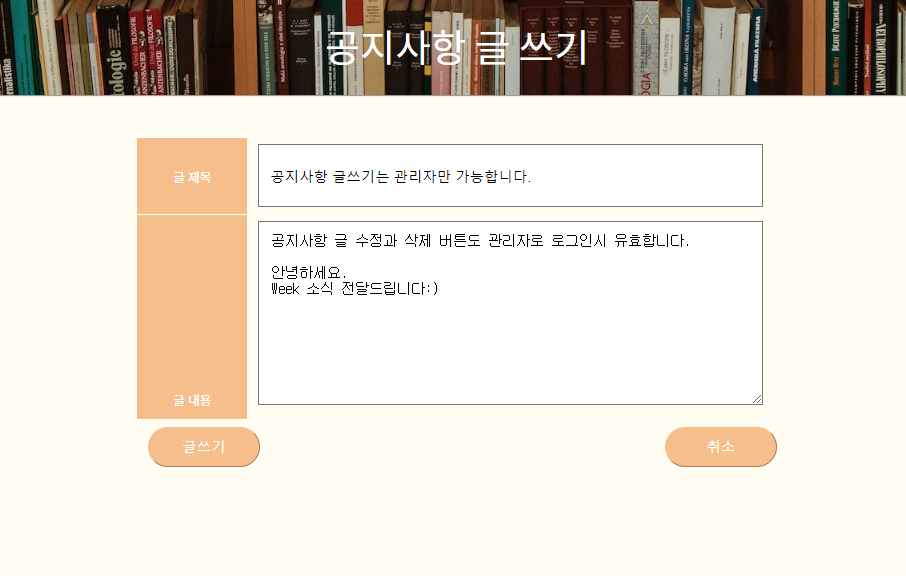 공지사항 글 쓰기
글 제목
공지사항 글쓰기는 관리자만 가능합니다.
공지사항 글 수정과 삭제 버튼도 관리자로 로그인시 유효합니다.
안녕하세요.
Week 소식 전달드립니다:)
글 내용
글쓰기
취소